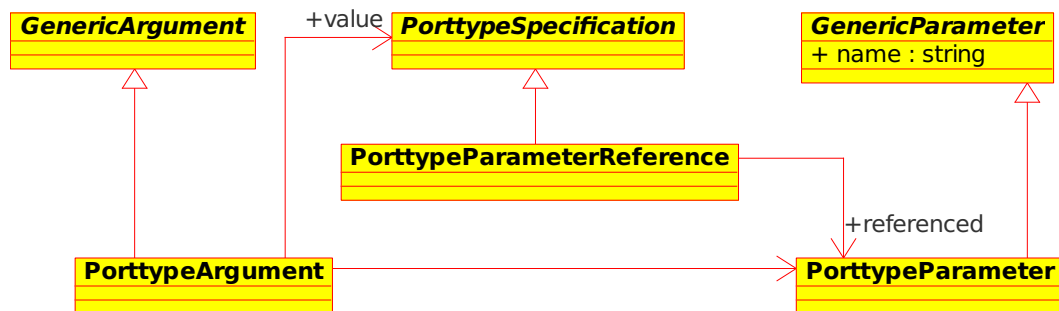 GenericArgument
+value
PorttypeSpecification
GenericParameter
+ name : string
PorttypeParameterReference
+referenced
PorttypeArgument
PorttypeParameter